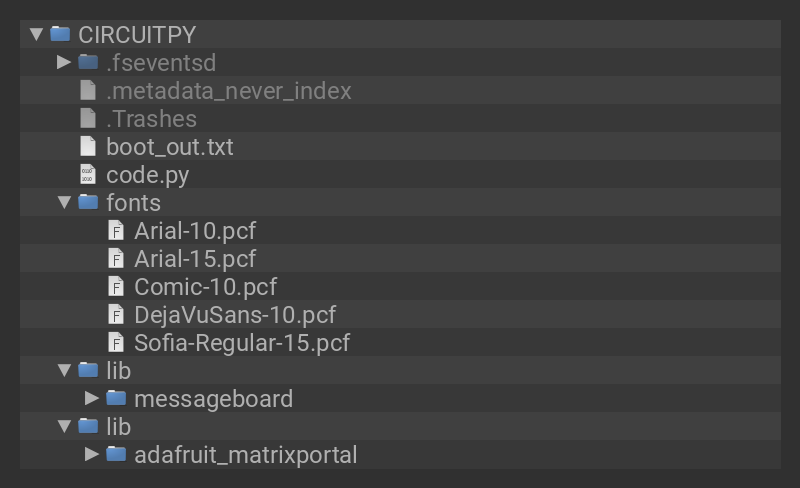 CIRCUITPY
.fseventsd
.metadata_never_index
.Trashes
boot_out.txt
code.py
fonts
Arial-10.pcf
Arial-15.pcf
Comic-10.pcf
DejaVuSans-10.pcf
Sofia-Regular-15.pcf
lib
messageboard
lib
adafruit_matrixportal